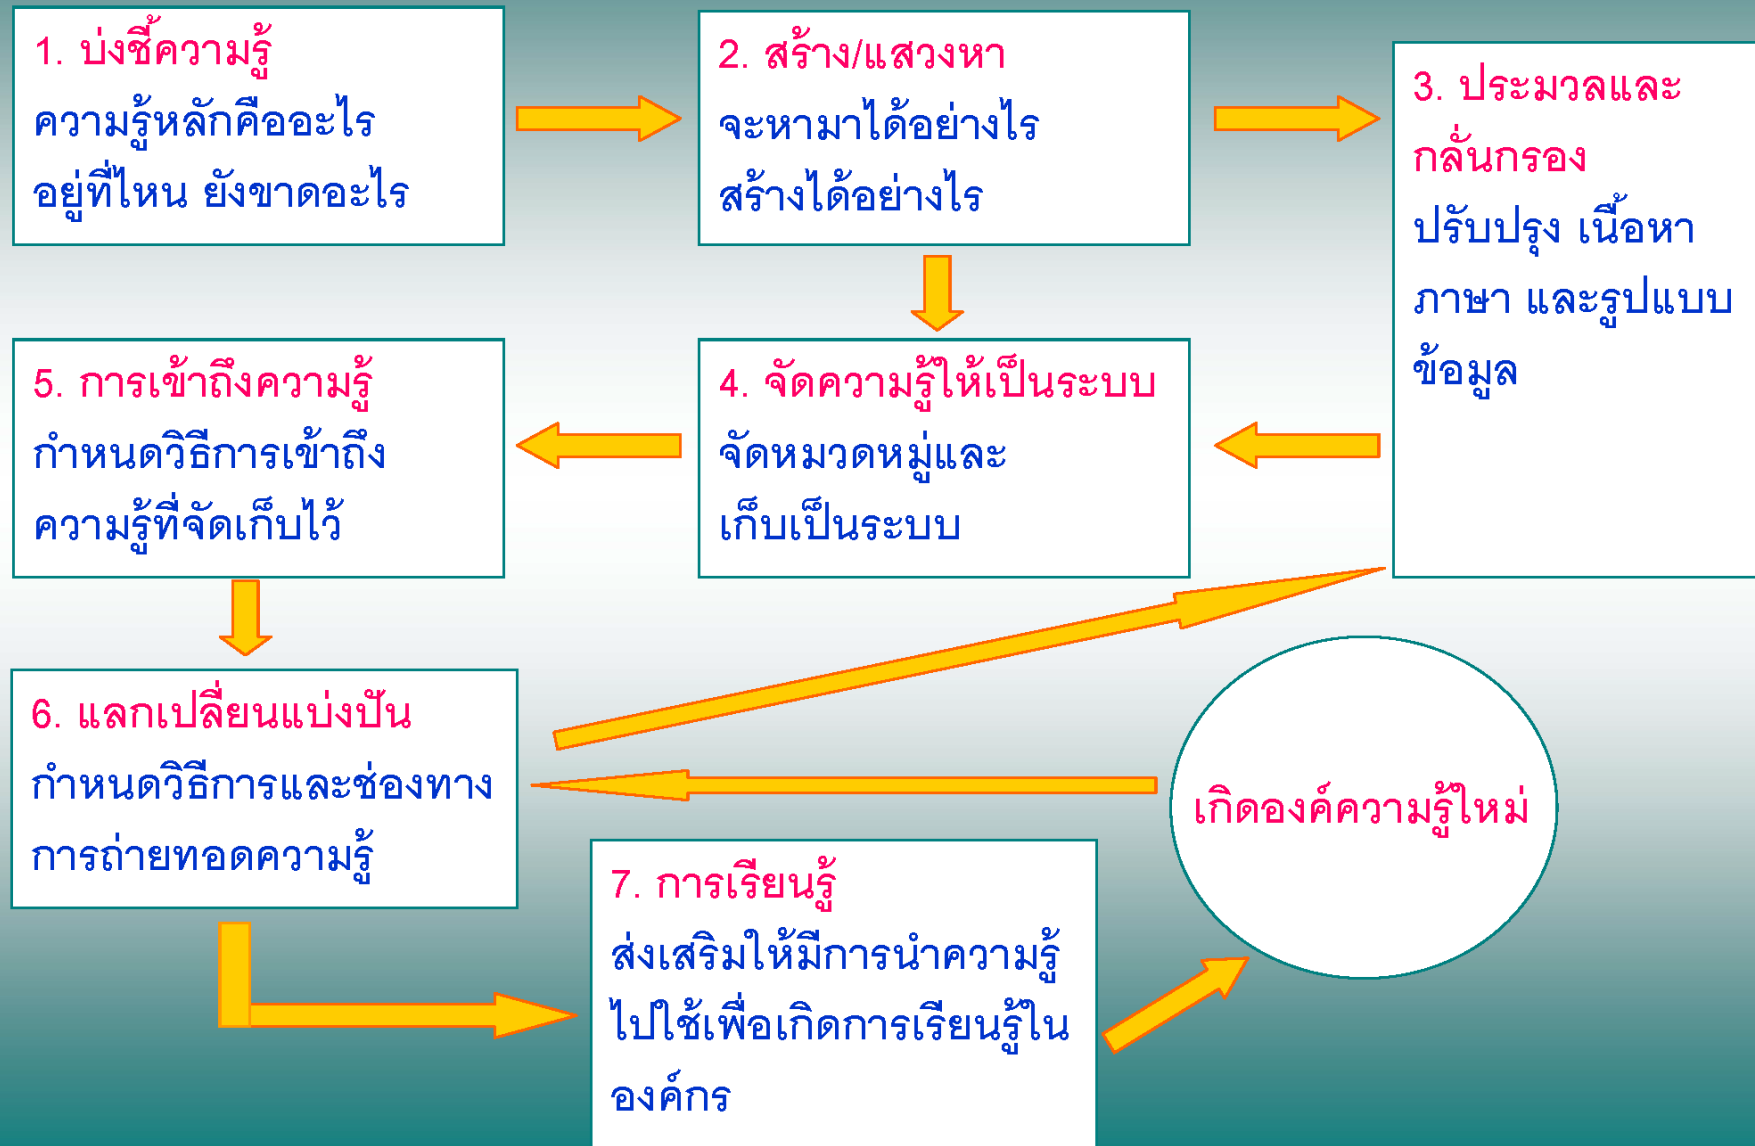 1. บ่งชี้ความรู้
ความรู้หลักคืออะไร
อยู่ที่ไหน ยังขาดอะไร
2. สร้าง/แสวงหา
จะหามาได้อย่างไร
สร้างได้อย่างไร
3. ประมวลและ
กลั่นกรอง
ปรับปรุง เนื้อหา
ภาษา และรูปแบบ
ข้อมูล
4. จัดความรู้ให้เป็นระบบ
จัดหมวดหมู่และ
เก็บเป็นระบบ
5. การเข้าถึงความรู้
กำหนดวิธีการเข้าถึง
ความรู้ที่จัดเก็บไว้
6. แลกเปลี่ยนแบ่งปัน
กำหนดวิธีการและช่องทาง
การถ่ายทอดความรู้
7. การเรียนรู้
ส่งเสริมให้มีการนำความรู้
ไปใช้เพื่อเกิดการเรียนรู้ใน
องค์กร
เกิดองค์ความรู้ใหม่